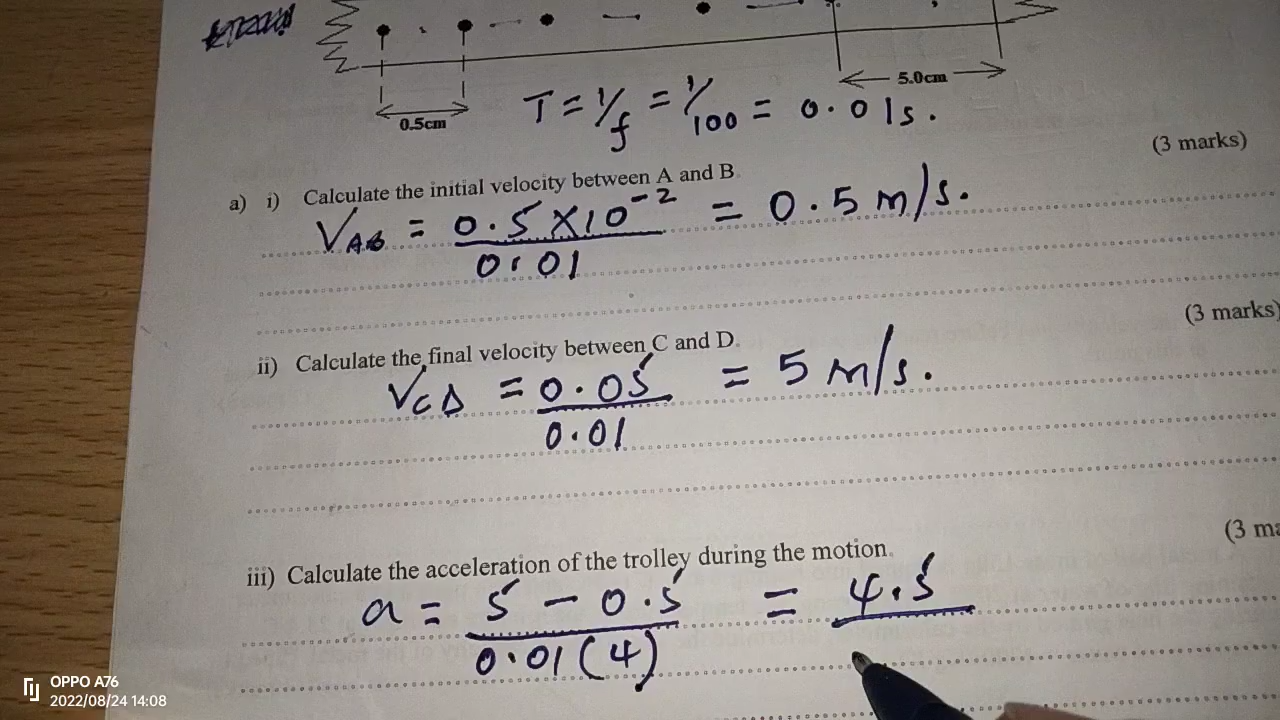 5.0cm
0.5cm
T = 1/f = 1/100 = 0.01s.
(3 marks)
a) i) Calculate the initial velocity between A and B.
VAB = 0.5 × 10⁻² / 0.01 = 0.5 m/s.
(3 marks)
ii) Calculate the final velocity between C and D.
VCD = 0.05 / 0.01 = 5 m/s.
(3 ma
iii) Calculate the acceleration of the trolley during the motion.
a = 5 - 0.5 / 0.01(4) = 4.5
OPPO A76
2022/08/24 14:08